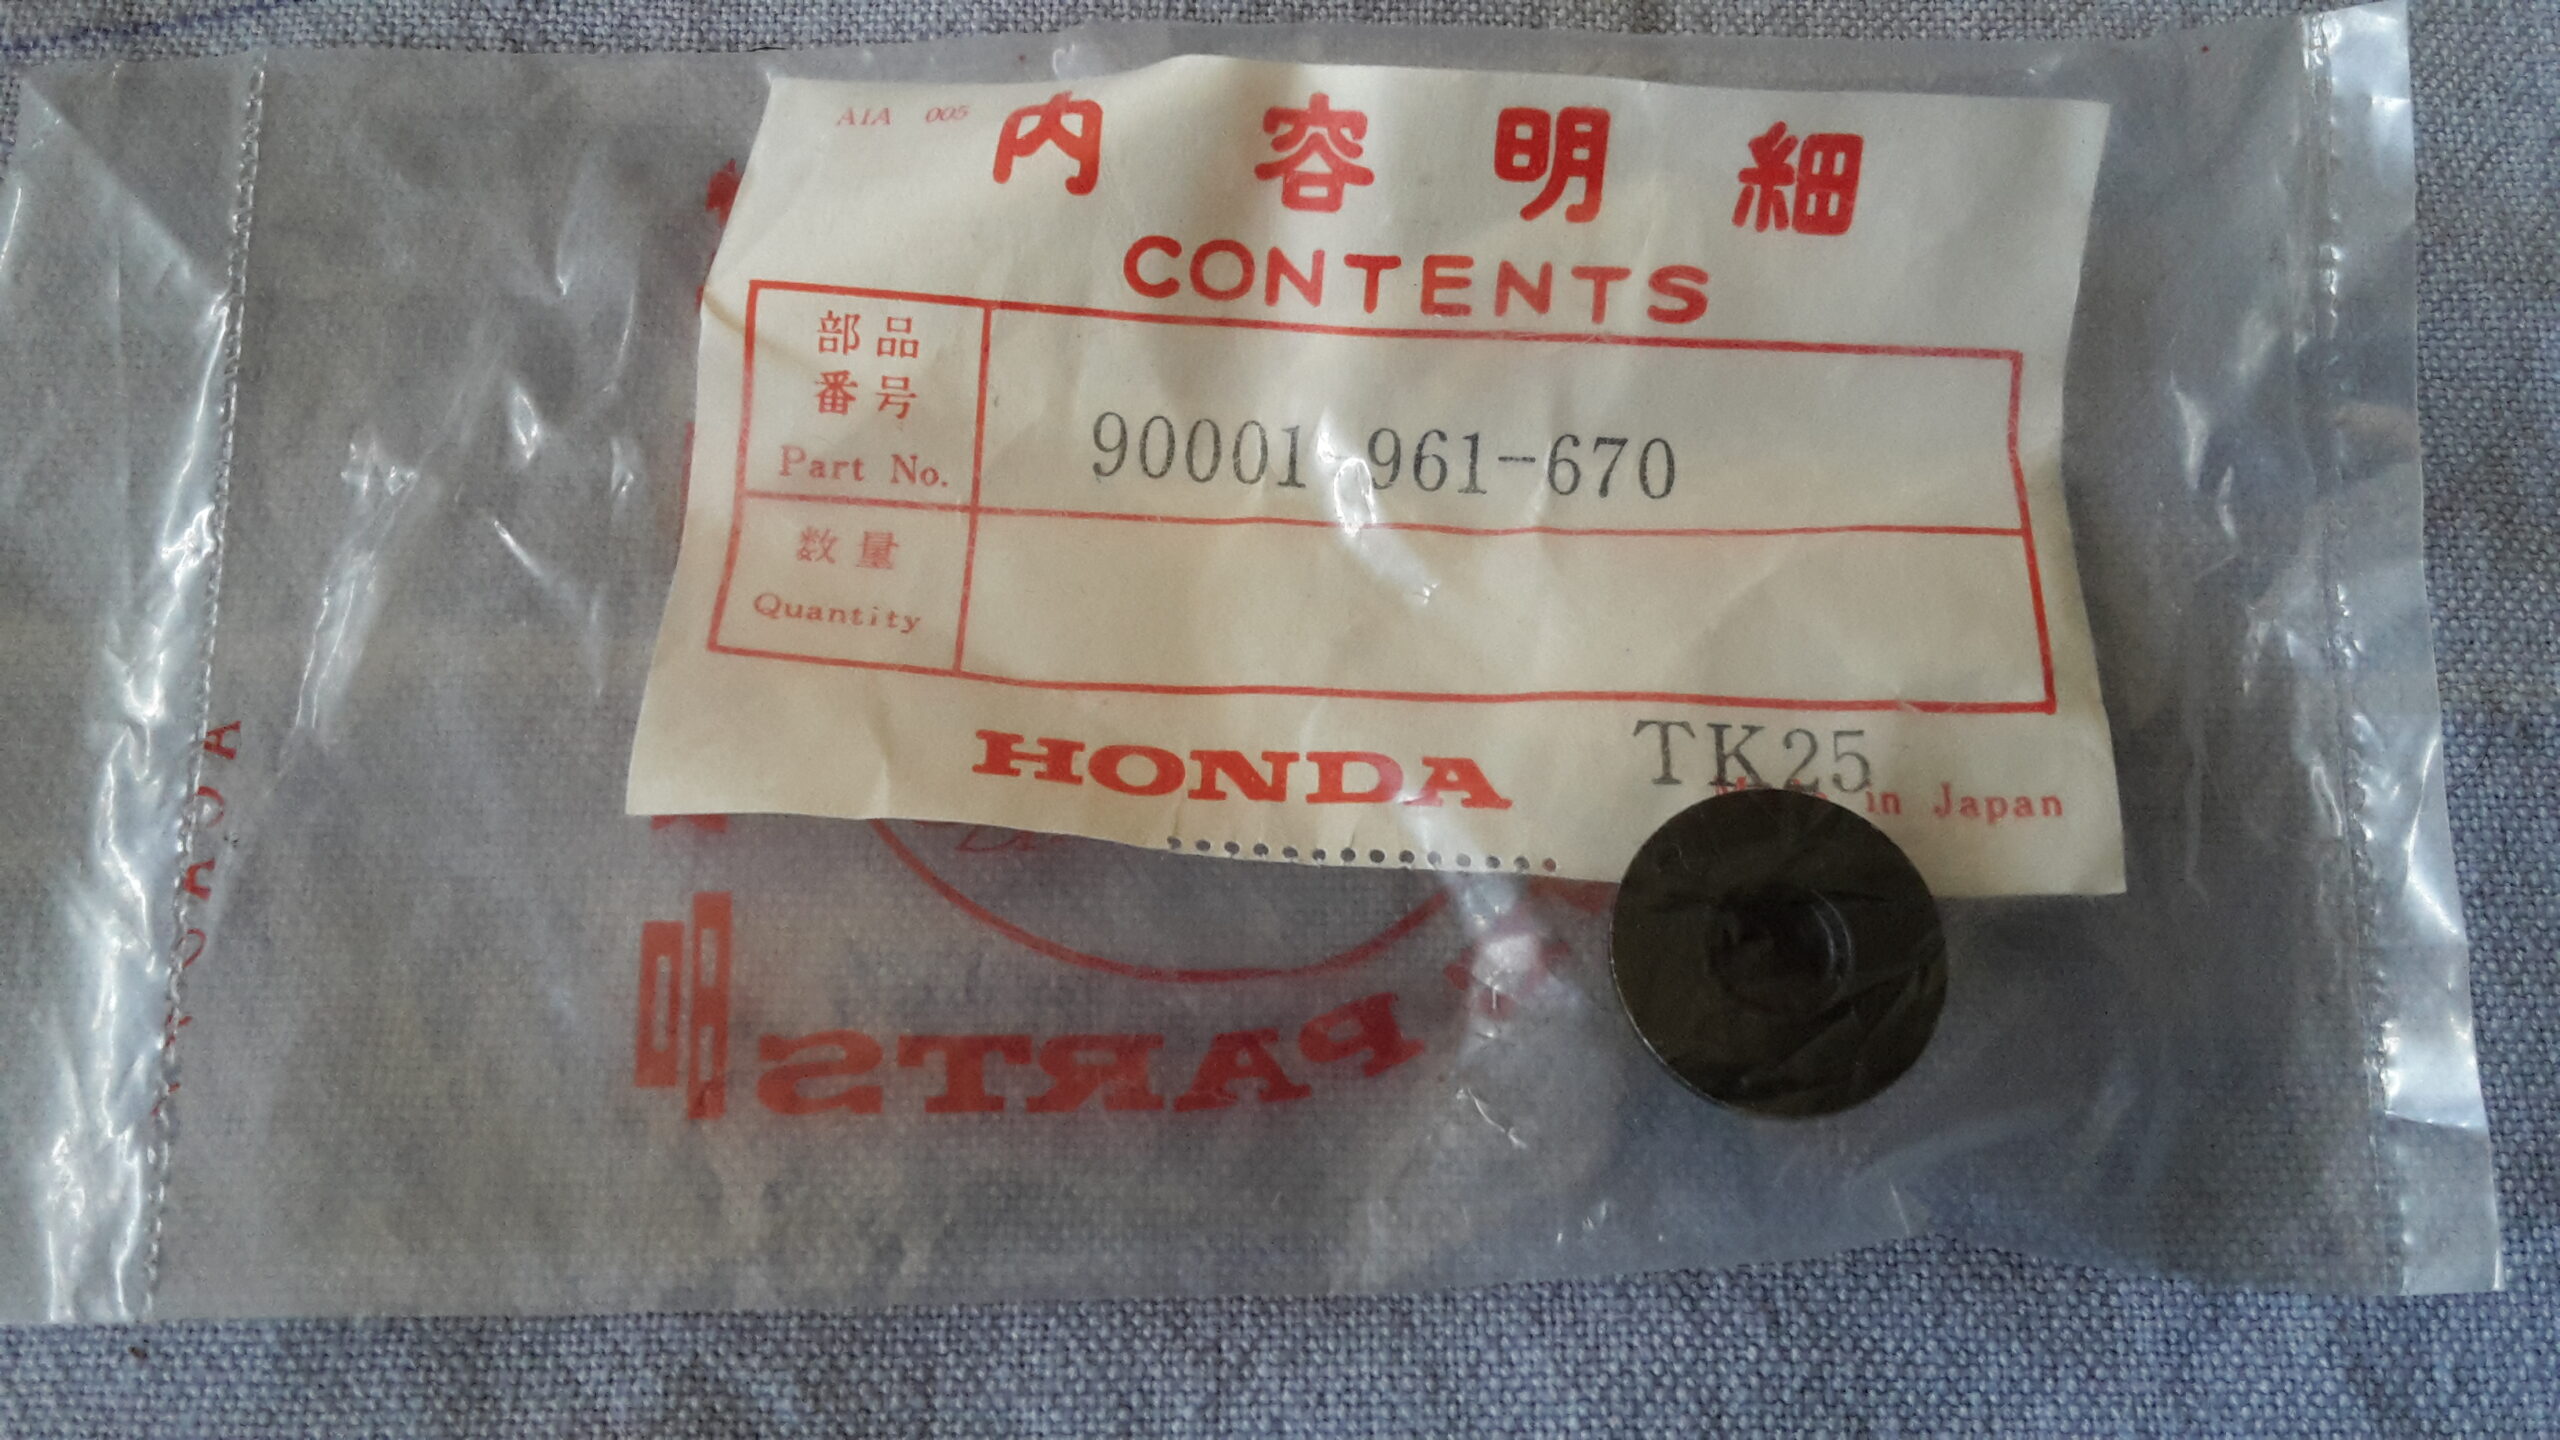 A1A 005
内容明細
CONTENTS
部品
番号
Part No.
90001-961-670
数量
Quantity
HONDA
TK25
in Japan
PARTS